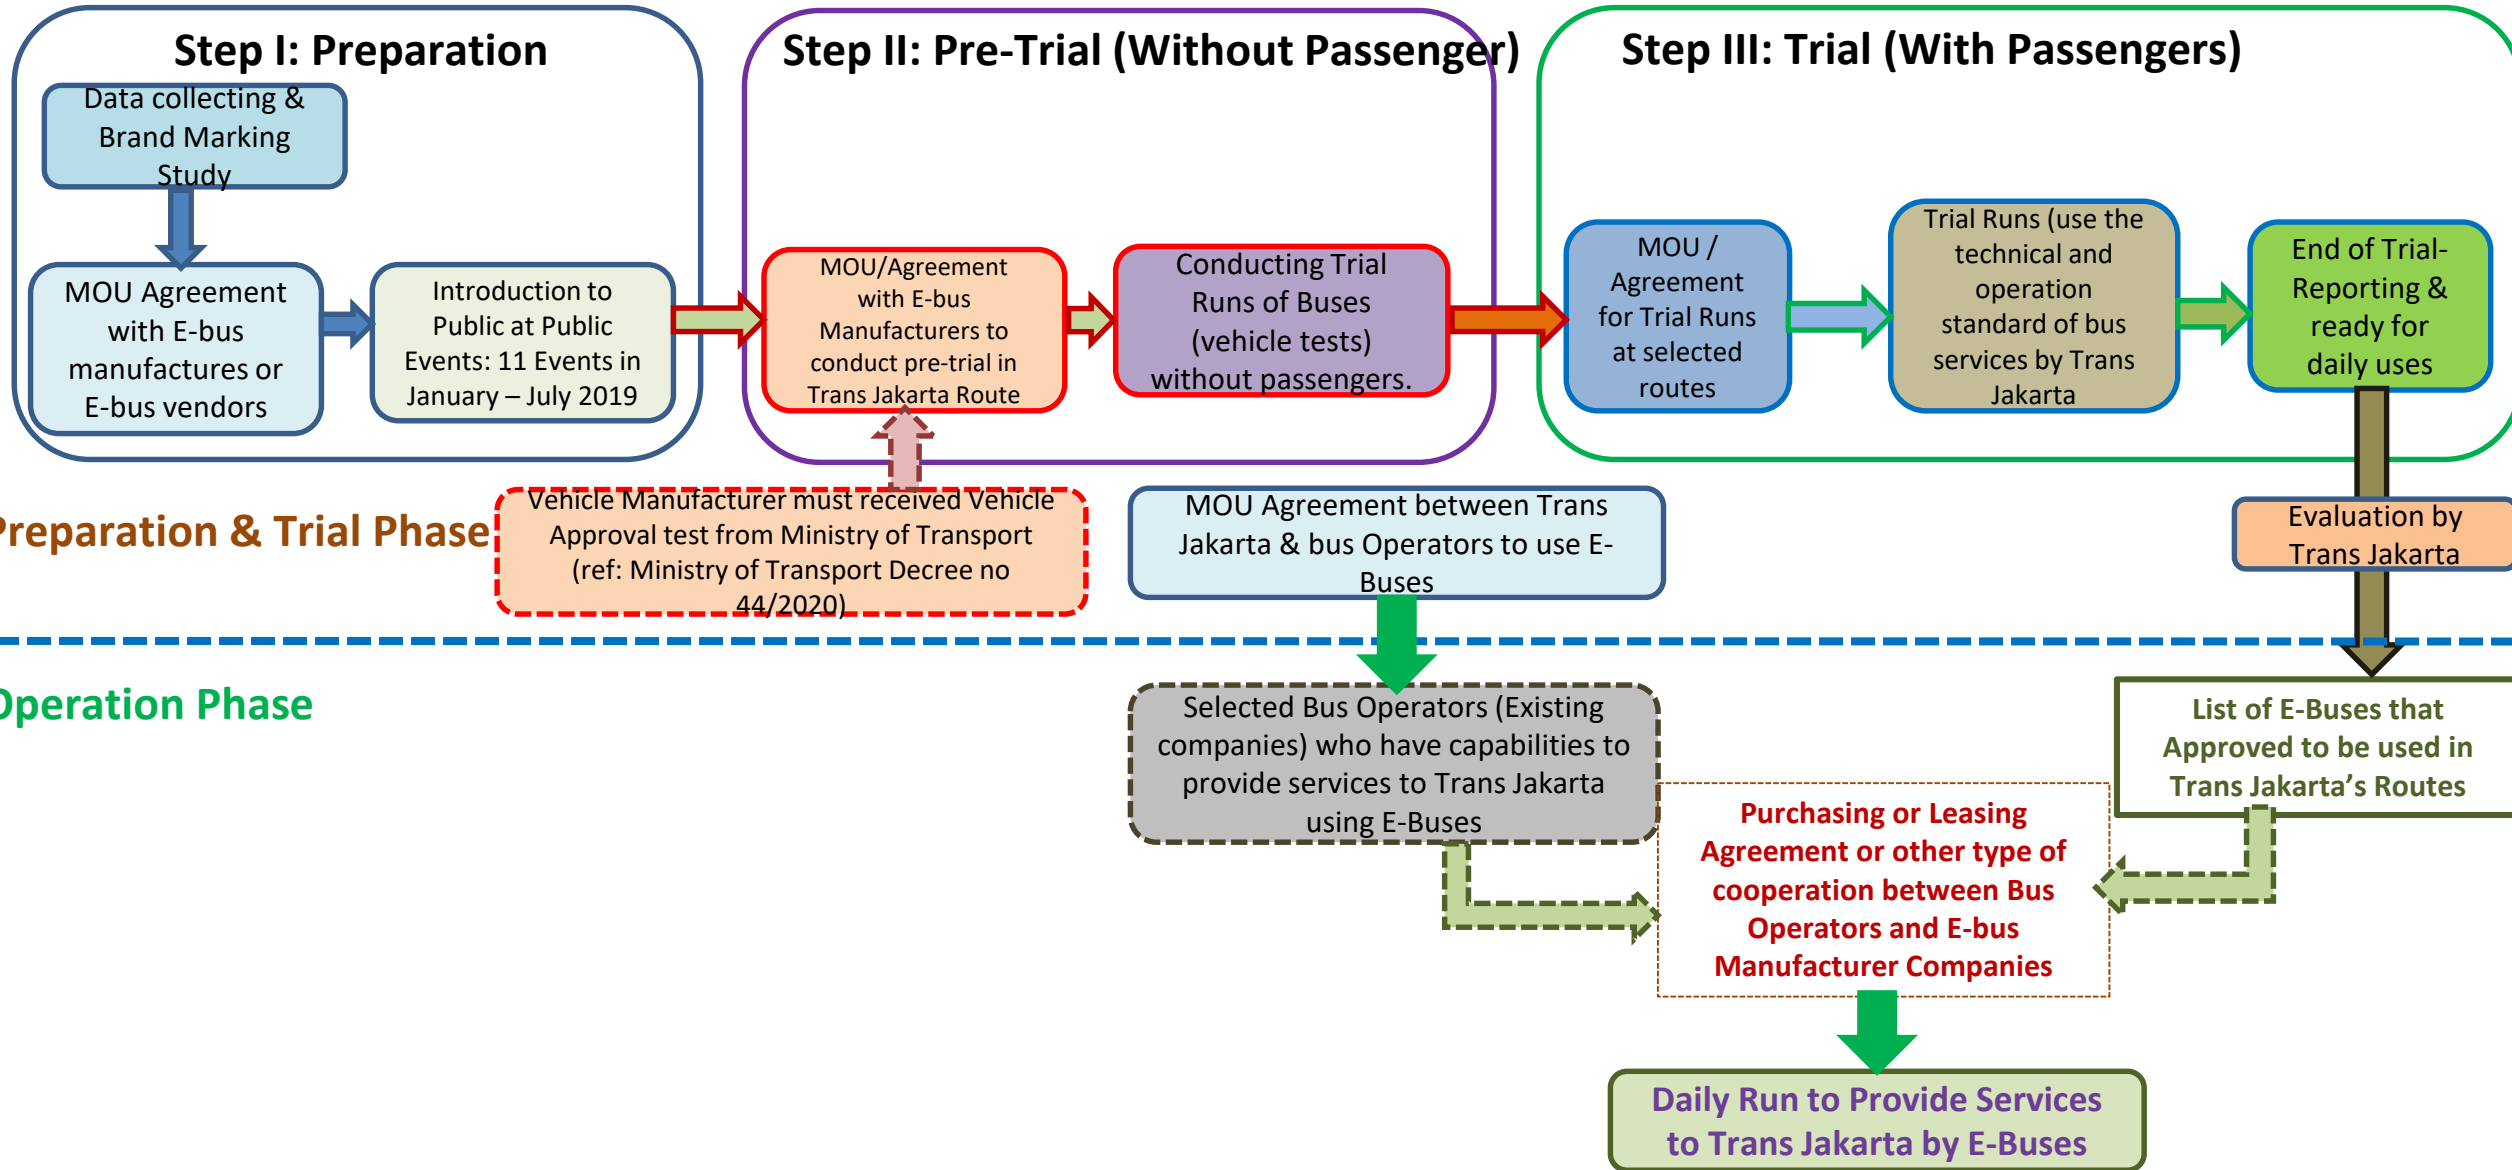 Step I: Preparation
Data collecting &
Brand Marking
Study
MOU Agreement
with E-bus
manufactures or
E-bus vendors
Introduction to
Public at Public
Events: 11 Events in
January – July 2019
Step II: Pre-Trial (Without Passenger)
MOU/Agreement
with E-bus
Manufacturers to
conduct pre-trial in
Trans Jakarta Route
Conducting Trial
Runs of Buses
(vehicle tests)
without passengers.
Step III: Trial (With Passengers)
MOU /
Agreement
for Trial Runs
at selected
routes
Trial Runs (use the
technical and
operation
standard of bus
services by Trans
Jakarta
End of Trial-
Reporting &
ready for
daily uses
Preparation & Trial Phase
Vehicle Manufacturer must received Vehicle
Approval test from Ministry of Transport
(ref: Ministry of Transport Decree no
44/2020)
MOU Agreement between Trans
Jakarta & bus Operators to use E-
Buses
Evaluation by
Trans Jakarta
Operation Phase
Selected Bus Operators (Existing
companies) who have capabilities to
provide services to Trans Jakarta
using E-Buses
List of E-Buses that
Approved to be used in
Trans Jakarta’s Routes
Purchasing or Leasing
Agreement or other type of
cooperation between Bus
Operators and E-bus
Manufacturer Companies
Daily Run to Provide Services
to Trans Jakarta by E-Buses